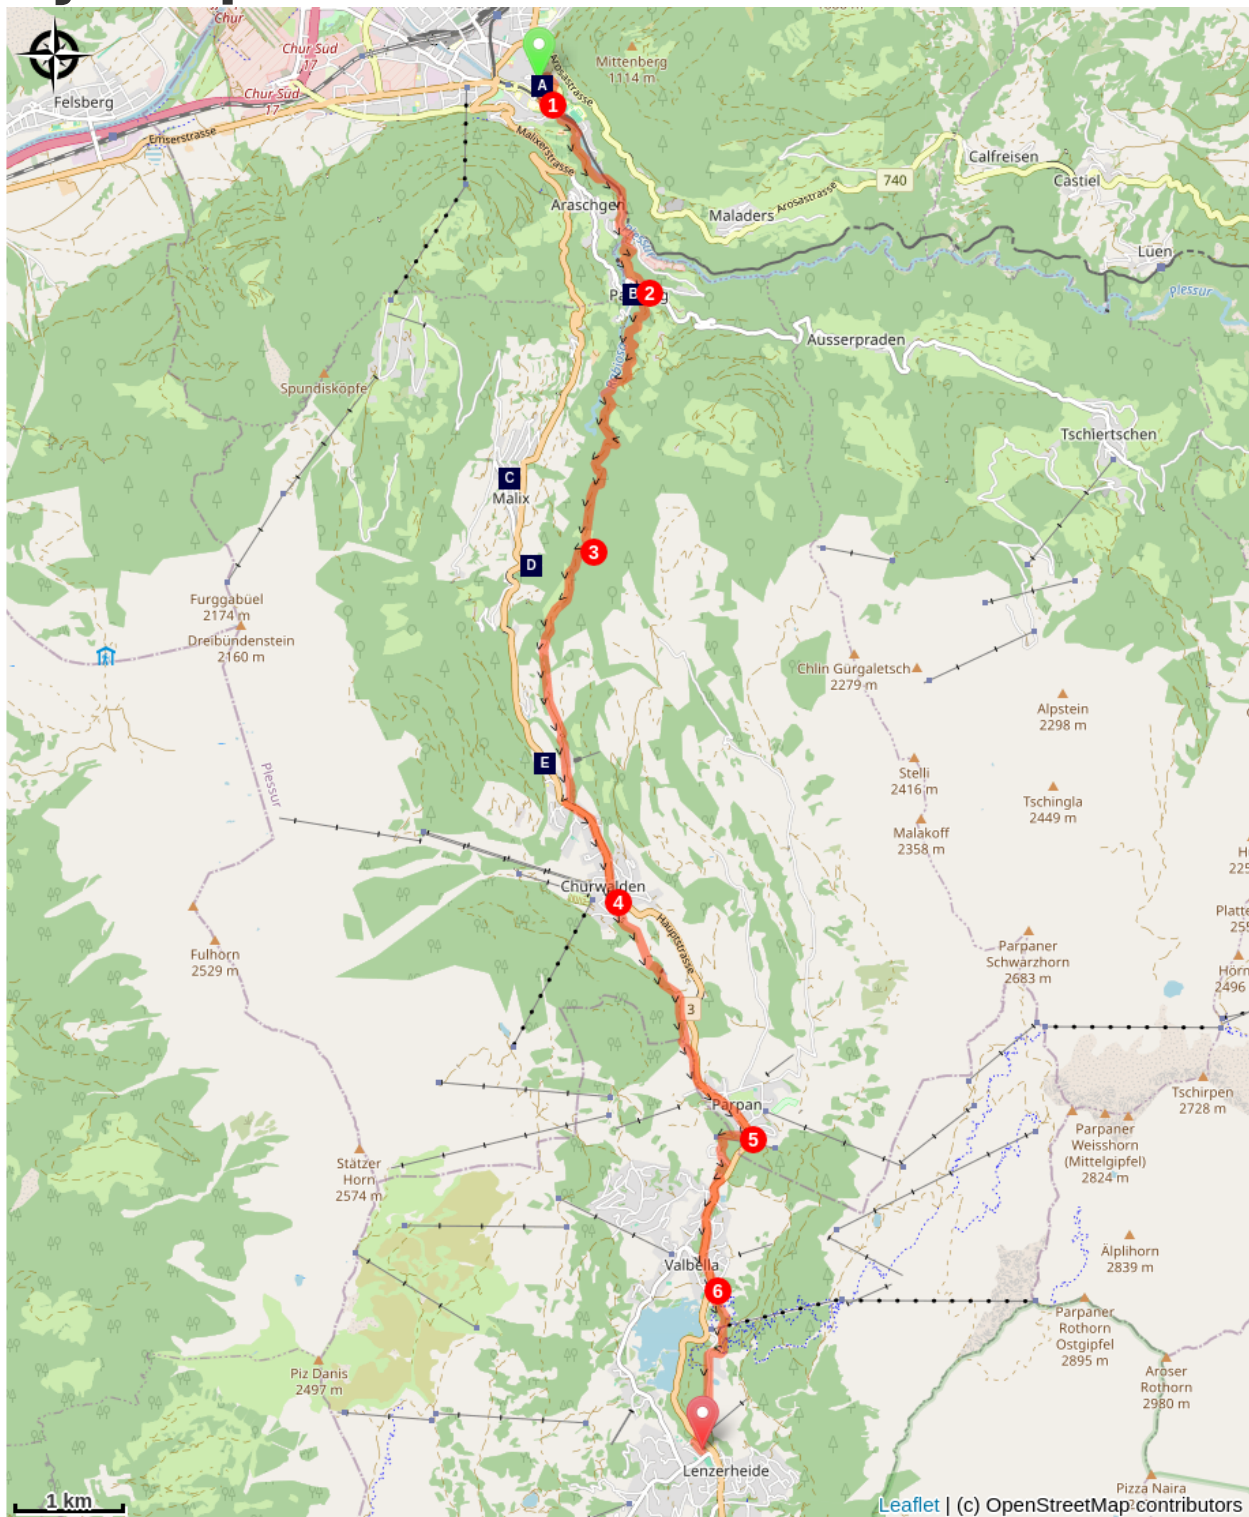 Chur
Chur Süd
17
Mittenberg
1114 m
Arosastrasse
Felsberg
Chur-Süd
17
A
1
Emserstrasse
Malixerstrasse
Calfreisen
Castiel
740
Arosastrasse
Araschgen
Maladers
Plessur
Lüen
Plessur
B
2
Ausserpraden
Spundisköpfe
Tschiertschen
C
Malix
3
D
Furggabüel
2174 m
Dreibündenstein
2160 m
Chlin Gürgaletsch
2279 m
Alpstein
2298 m
Plessur
E
Stelli
2416 m
Tschingla
2449 m
Malakoff
2358 m
Churwalden
4
Hauptstrasse
Fulhorn
2529 m
Parpaner
Schwarzhorn
2683 m
2496
3
Parpan
Tschirpen
2728 m
5
Parpaner
Weisshorn
(Mittelgipfel)
2824 m
Stätzer
Horn
2574 m
Älplihorn
2839 m
Valbella
6
Parpaner
Rothorn
Ostgipfel
2895 m
Piz Danis
2497 m
Aroser
Rothorn
2980 m
Lenzerheide
Pizza Naira
1 km
Leaflet | (c) OpenStreetMap contributors